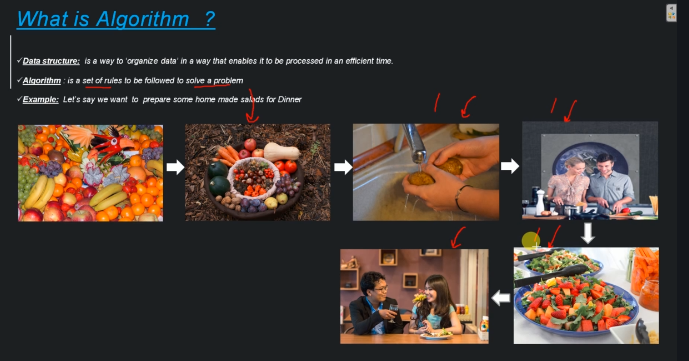 What is Algorithm ?
✓Data structure: is a way to 'organize data' in a way that enables it to be processed in an efficient time.
✓Algorithm : is a set of rules to be followed to solve a problem
✓Example: Let's say we want to prepare some home made salads for Dinner